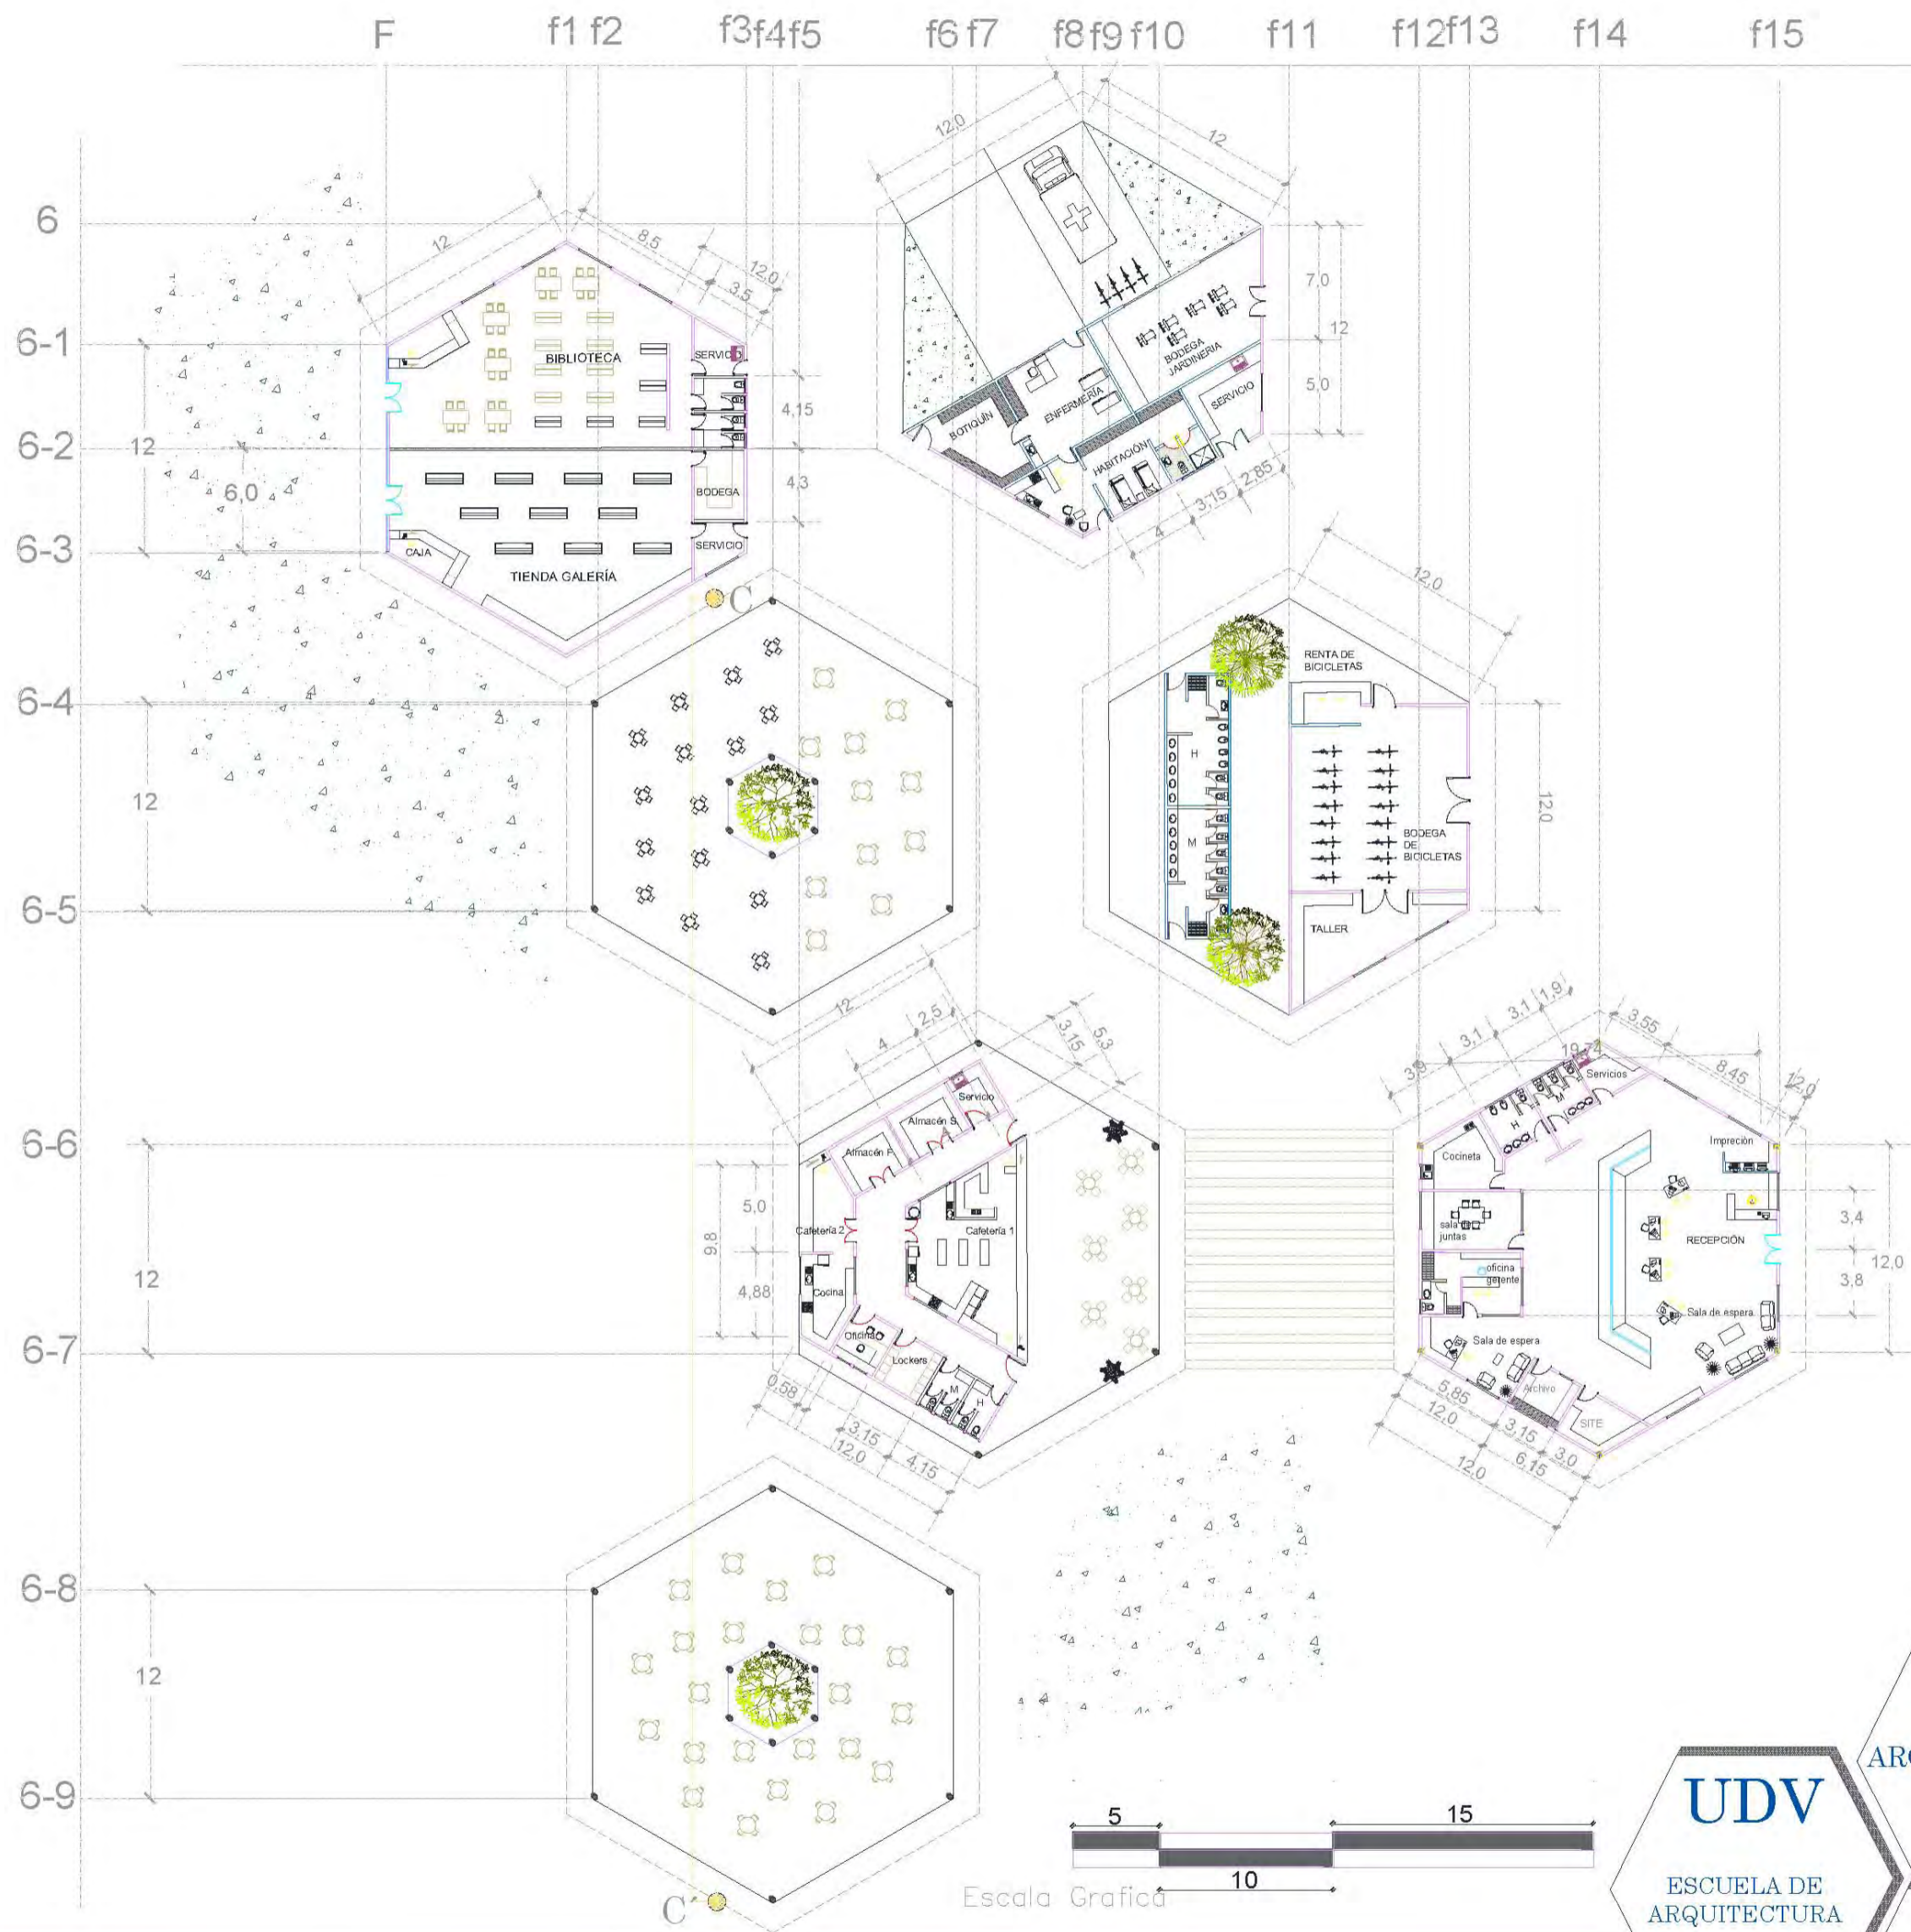 F f1 f2 f3 f4 f5 f6 f7 f8 f9 f10 f11 f12 f13 f14 f15
6
6-1
6-2
6-3
6-4
6-5
6-6
6-7
6-8
6-9
12
8,5
12,0
3,5
BIBLIOTECA
SERVICIO
4,15
12
6,0
4,3
BODEGA
CAJA
SERVICIO
TIENDA GALERÍA
C
12,0
12
7,0
12
5,0
BODEGA
JARDINERIA
SERVICIO
ENFERMERÍA
BOTIQUÍN
HABITACIÓN
2,85
3,15
4
12
12,0
RENTA DE
BICICLETAS
H
M
12,0
BODEGA
DE
BICICLETAS
TALLER
12
4
2,5
3,15
5,3
Servicio
Almacén S
Almacén F
5,0
9,8
4,88
12
Cafetería 2
Cafetería 1
Cocina
Oficina
Lockers
M
H
0,58
3,15
12,0
4,15
3,9
3,1
3,1
1,9
19,74
3,55
8,45
12,0
Servicios
M
H
Cocineta
Impreción
sala
juntas
RECEPCIÓN
3,4
12,0
3,8
oficina
gerente
Sala de espera
Sala de espera
Archivo
SITE
5,85
12,0
3,15
3,0
6,15
12,0
12
C'
5
15
10
Escala Grafica
UDV
ESCUELA DE
ARQUITECTURA